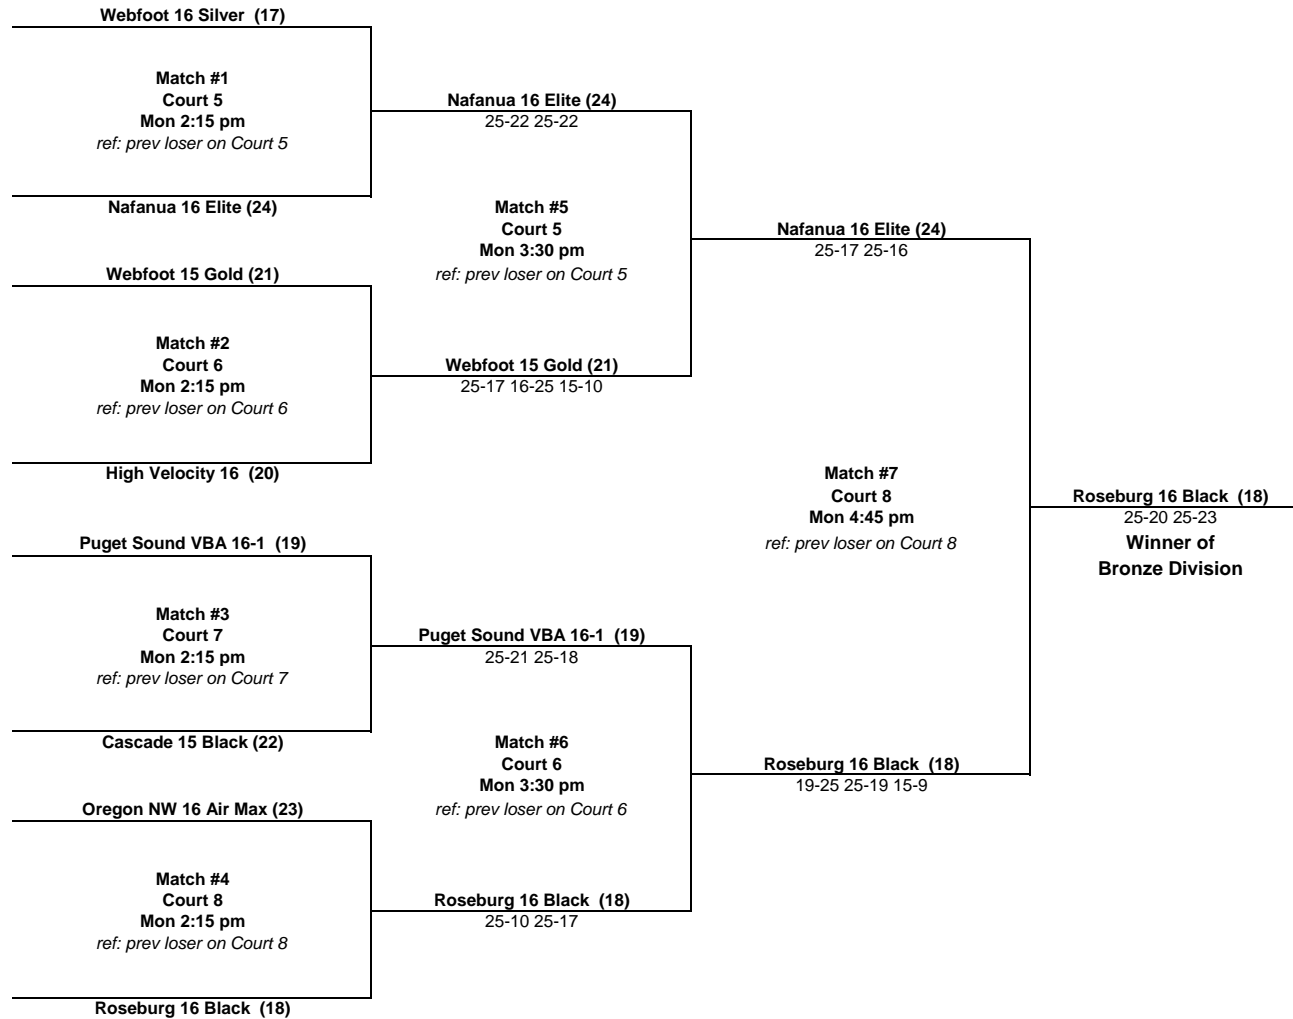 Webfoot 16 Silver (17)
Match #1
Court 5
Mon 2:15 pm
ref: prev loser on Court 5
Nafanua 16 Elite (24)
Webfoot 15 Gold (21)
Match #2
Court 6
Mon 2:15 pm
ref: prev loser on Court 6
High Velocity 16 (20)
Puget Sound VBA 16-1 (19)
Match #3
Court 7
Mon 2:15 pm
ref: prev loser on Court 7
Cascade 15 Black (22)
Oregon NW 16 Air Max (23)
Match #4
Court 8
Mon 2:15 pm
ref: prev loser on Court 8
Roseburg 16 Black (18)
Nafanua 16 Elite (24)
25-22 25-22
Match #5
Court 5
Mon 3:30 pm
ref: prev loser on Court 5
Webfoot 15 Gold (21)
25-17 16-25 15-10
Puget Sound VBA 16-1 (19)
25-21 25-18
Match #6
Court 6
Mon 3:30 pm
ref: prev loser on Court 6
Roseburg 16 Black (18)
25-10 25-17
Nafanua 16 Elite (24)
25-17 25-16
Match #7
Court 8
Mon 4:45 pm
ref: prev loser on Court 8
Roseburg 16 Black (18)
19-25 25-19 15-9
Roseburg 16 Black (18)
25-20 25-23
Winner of
Bronze Division